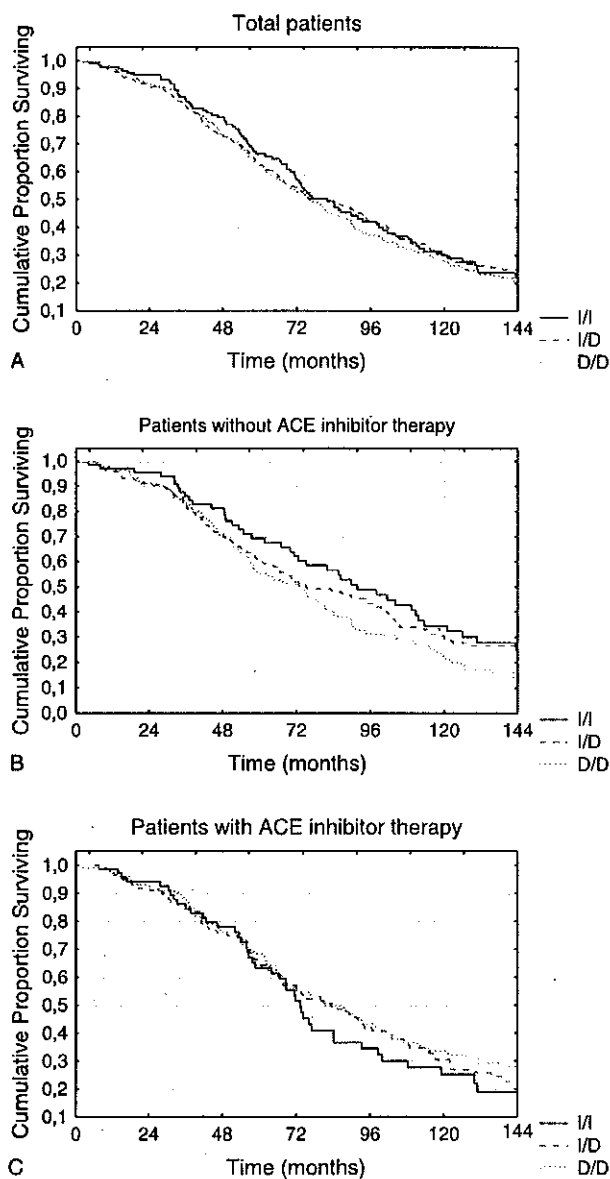 Total patients
Cumulative Proportion Surviving
1,0
0,9
0,8
0,7
0,6
0,5
0,4
0,3
0,2
0,1
0 24 48 72 96 120 144
Time (months)
I/I
I/D
D/D
A
Patients without ACE inhibitor therapy
Cumulative Proportion Surviving
1,0
0,9
0,8
0,7
0,6
0,5
0,4
0,3
0,2
0,1
0,0
0 24 48 72 96 120 144
Time (months)
I/I
I/D
D/D
B
Patients with ACE inhibitor therapy
Cumulative Proportion Surviving
1,0
0,9
0,8
0,7
0,6
0,5
0,4
0,3
0,2
0,1
0 24 48 72 96 120 144
Time (months)
I/I
I/D
D/D
C